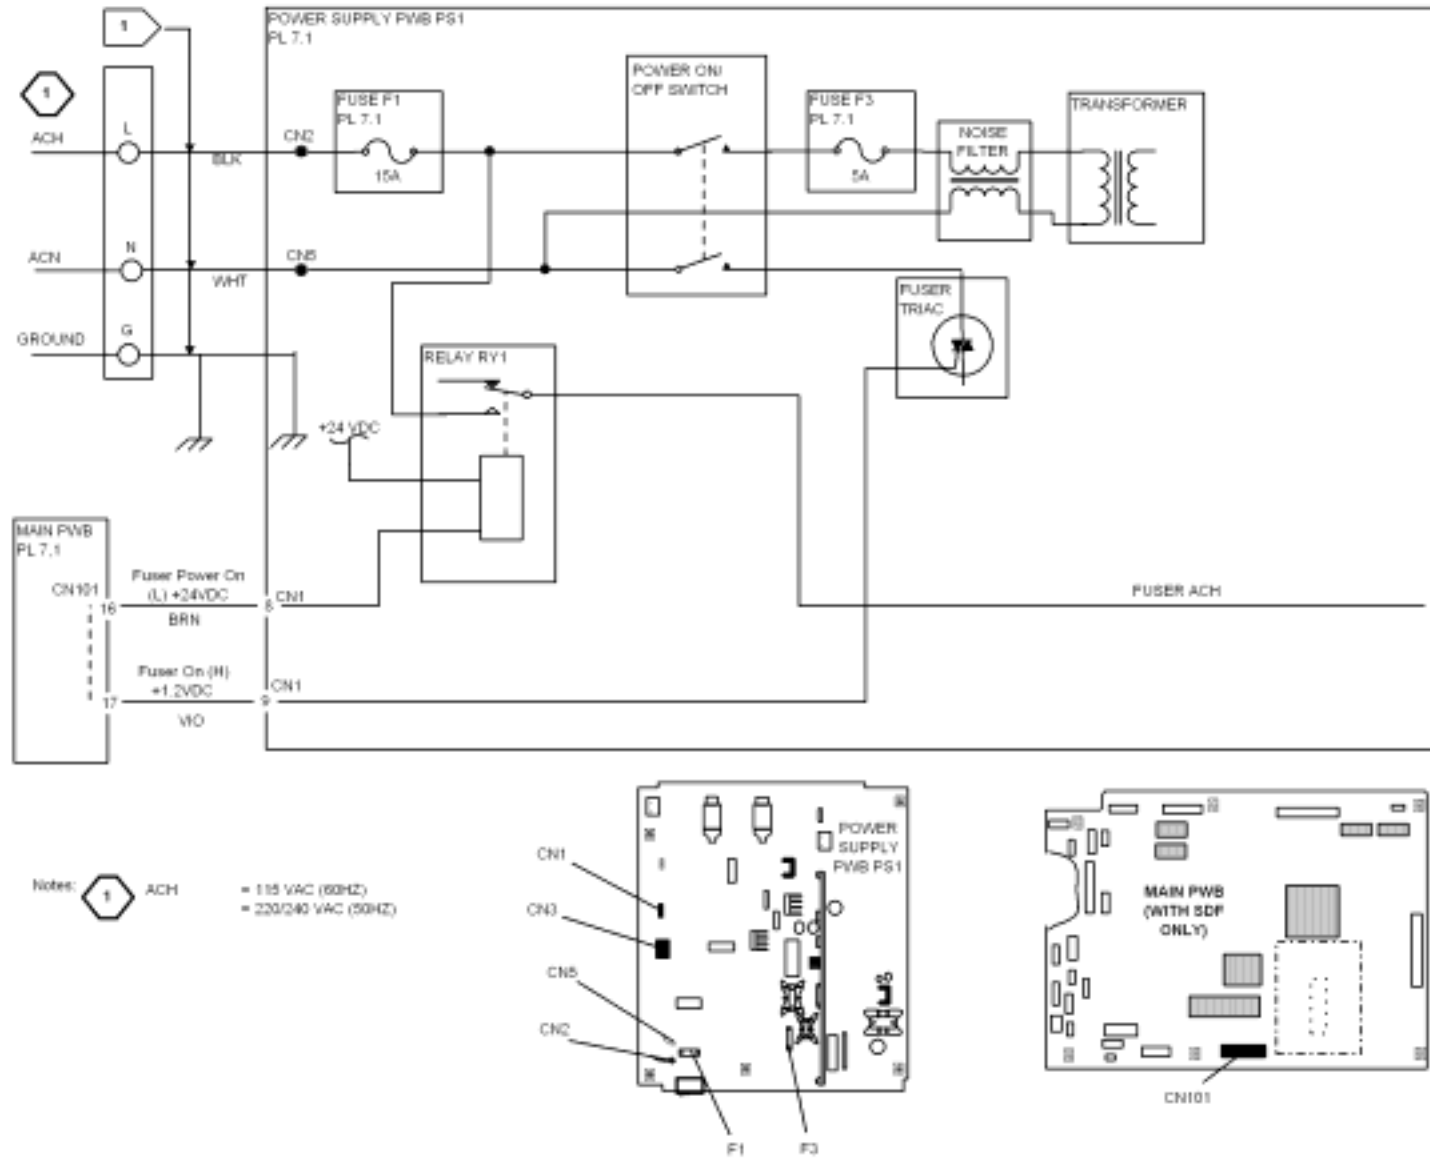 1
POWER SUPPLY PWB PS1
PL 7.1
1
ACH
L
BLK
CN2
FUSE F1
PL 7.1
15A
POWER ON/
OFF SWITCH
FUSE F3
PL 7.1
5A
NOISE
FILTER
TRANSFORMER
ACN
N
WHT
CN5
FUSER
TRIAC
GROUND
G
RELAY RY1
+24 VDC
MAIN PWB
PL 7.1
CN101
16
Fuser Power On
(L) +24VDC
BRN
8
CN1
FUSER ACH
17
Fuser On (H)
+1.2VDC
VIO
9
CN1
Notes:
1
ACH
= 115 VAC (60HZ)
= 220/240 VAC (50HZ)
CN1
CN3
CN5
CN2
POWER
SUPPLY
PWB PS1
F1
F3
MAIN PWB
(WITH SDF
ONLY)
CN101